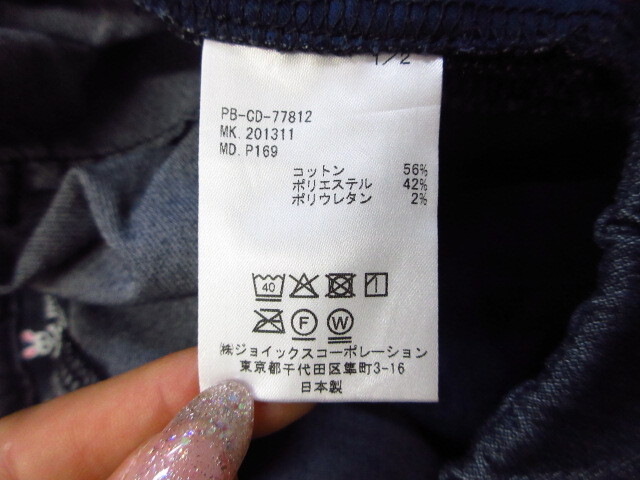 1/2
PB-CD-77812
MK. 201311
MD. P169
コットン 56%
ポリエステル 42%
ポリウレタン 2%
40
F W
㈱ジョイックスコーポレーション
東京都千代田区隼町3-16
日本製